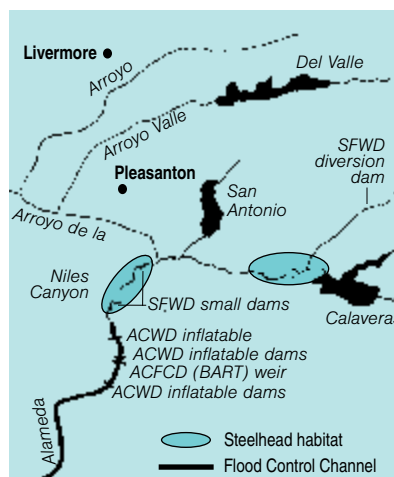 Livermore
Arroyo
Del Valle
Arroyo Valle
SFWD
diversion
dam
Pleasanton
San
Antonio
Arroyo de la
Niles
Canyon
SFWD small dams
Calaveras
ACWD inflatable
ACWD inflatable dams
ACFCD (BART) weir
ACWD inflatable dams
Alameda
Steelhead habitat
Flood Control Channel